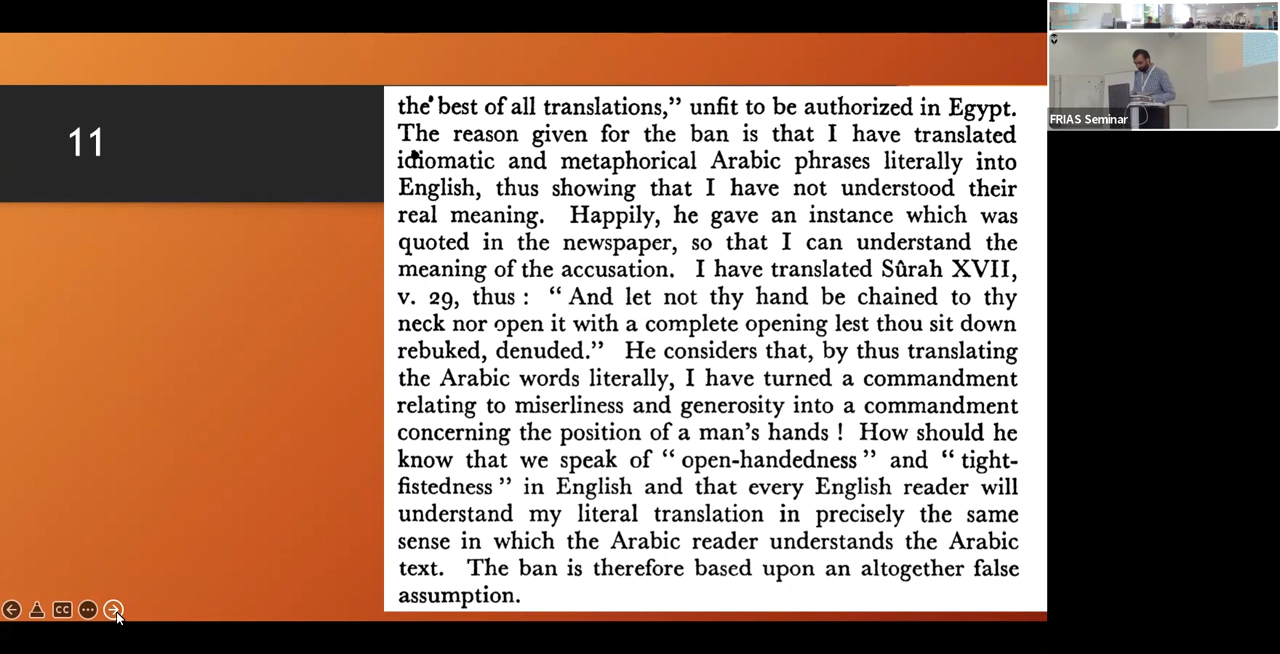 11
the best of all translations,” unfit to be authorized in Egypt.
The reason given for the ban is that I have translated
idiomatic and metaphorical Arabic phrases literally into
English, thus showing that I have not understood their
real meaning. Happily, he gave an instance which was
quoted in the newspaper, so that I can understand the
meaning of the accusation. I have translated Sûrah XVII,
v. 29, thus : “ And let not thy hand be chained to thy
neck nor open it with a complete opening lest thou sit down
rebuked, denuded.” He considers that, by thus translating
the Arabic words literally, I have turned a commandment
relating to miserliness and generosity into a commandment
concerning the position of a man’s hands ! How should he
know that we speak of “ open-handedness ” and “ tight-
fistedness ” in English and that every English reader will
understand my literal translation in precisely the same
sense in which the Arabic reader understands the Arabic
text. The ban is therefore based upon an altogether false
assumption.
CC
FRIAS Seminar